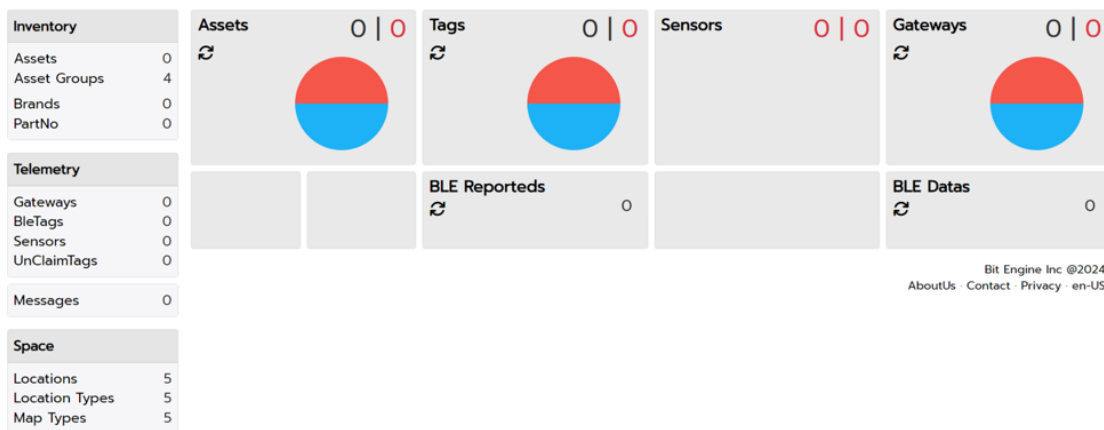 Inventory
Assets 0
Asset Groups 4
Brands 0
PartNo 0
Telemetry
Gateways 0
BleTags 0
Sensors 0
UnClaimTags 0
Messages 0
Space
Locations 5
Location Types 5
Map Types 5
Assets 0 | 0
Tags 0 | 0
Sensors 0 | 0
Gateways 0 | 0
BLE Reporteds
0
BLE Datas
0
Bit Engine Inc @2024
AboutUs · Contact · Privacy · en-US